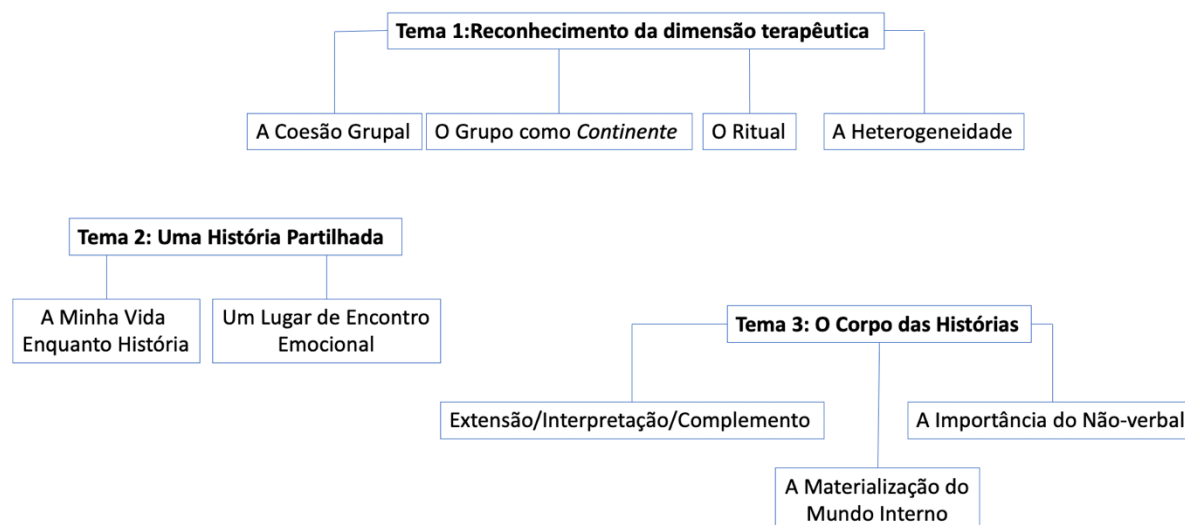 Tema 1:Reconhecimento da dimensão terapêutica
A Coesão Grupal
O Grupo como Continente
O Ritual
A Heterogeneidade
Tema 2: Uma História Partilhada
A Minha Vida
Enquanto História
Um Lugar de Encontro
Emocional
Tema 3: O Corpo das Histórias
Extensão/Interpretação/Complemento
A Importância do Não-verbal
A Materialização do
Mundo Interno